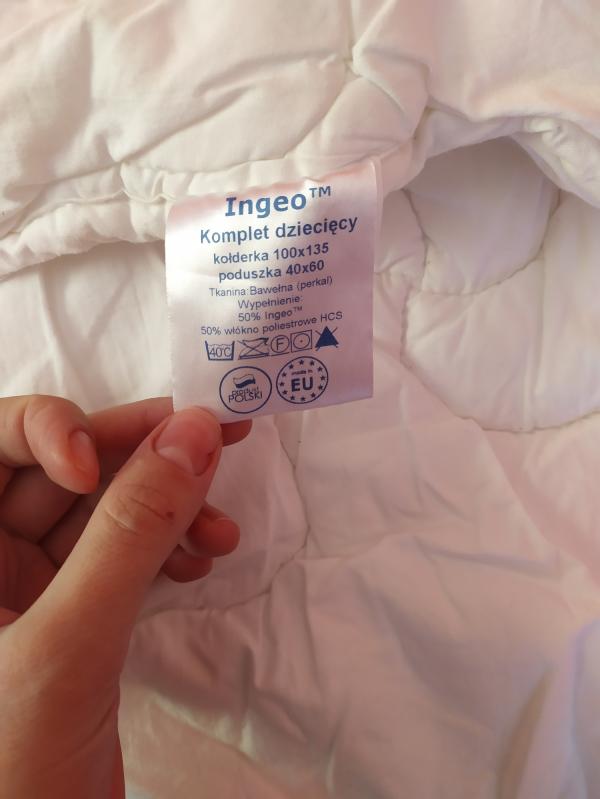 Ingeo™
Komplet dziecięcy
kołderka 100x135
poduszka 40x60
Tkanina: Bawełna (perkal)
Wypełnienie:
50% Ingeo™
50% włókno poliestrowe HCS
40°C F
produkt POLSKI
made in EU